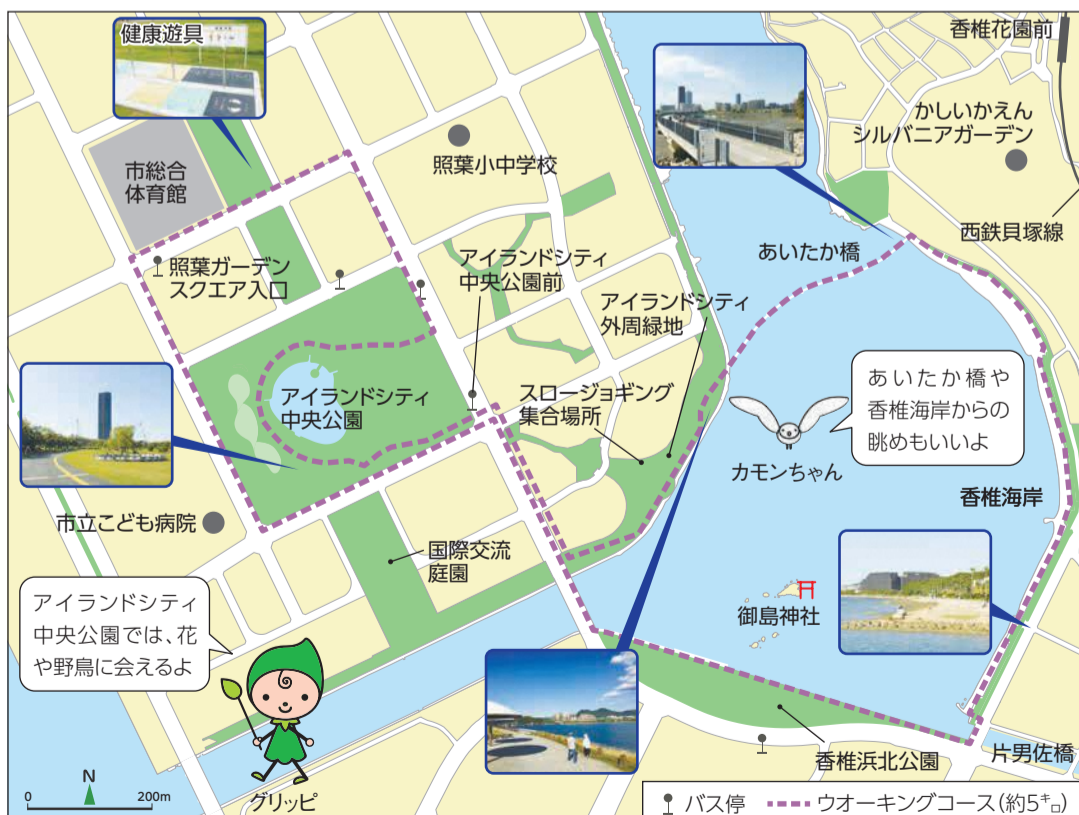 健康遊具
香椎花園前
かしいかえん
シルバニアガーデン
市総合
体育館
照葉小中学校
西鉄貝塚線
あいたか橋
照葉ガーデン
スクエア入口
アイランドシティ
中央公園前
アイランドシティ
外周緑地
アイランドシティ
中央公園
スロージョギング
集合場所
あいたか橋や
香椎海岸からの
眺めもいいよ
カモンちゃん
香椎海岸
市立こども病院
国際交流
庭園
御島神社
アイランドシティ
中央公園では、花
や野鳥に会えるよ
グリッピ
香椎浜北公園
片男佐橋
N
0 200m
バス停 ウオーキングコース(約5㌔)